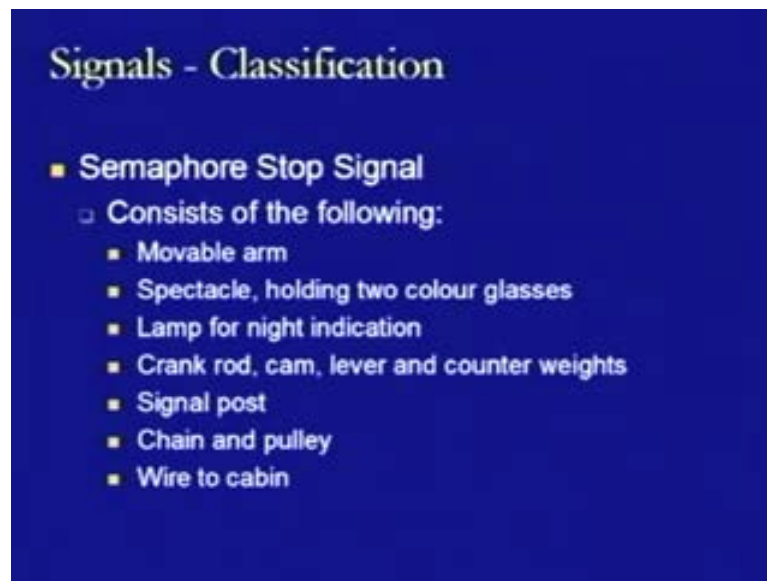 Signals - Classification
Semaphore Stop Signal
Consists of the following:
Movable arm
Spectacle, holding two colour glasses
Lamp for night indication
Crank rod, cam, lever and counter weights
Signal post
Chain and pulley
Wire to cabin